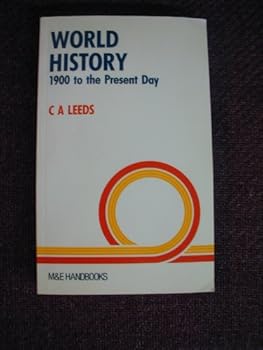 WORLD
HISTORY
1900 to the Present Day
C A LEEDS
M&E HANDBOOKS